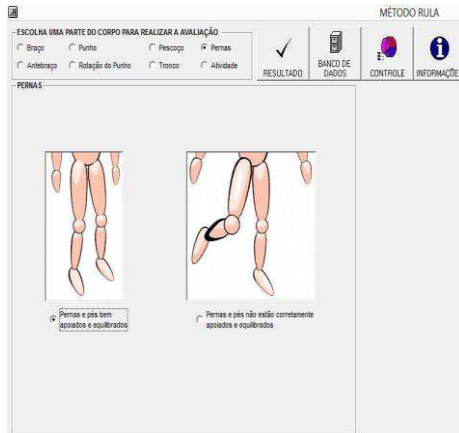 MÉTODO RULA
ESCOLHA UMA PARTE DO CORPO PARA REALIZAR A AVALIAÇÃO
Braço Punho Pescoço Pernas
Antebraço Rotação do Punho Tronco Atividade
RESULTADO
BANCO DE
DADOS
CONTROLE
INFORMAÇÕE
PERNAS
Pernas e pés bem
apoiados e equilibrados
Pernas e pés não estão corretamente
apoiados e equilibrados